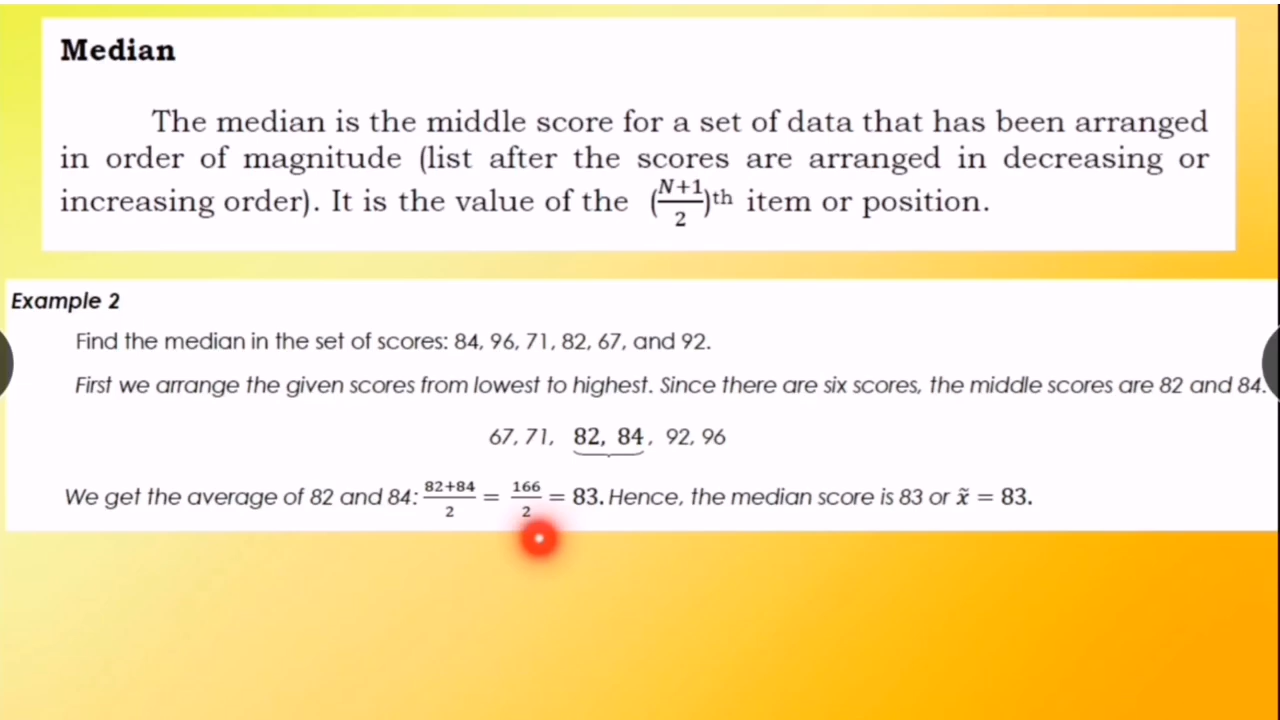 Median
The median is the middle score for a set of data that has been arranged
in order of magnitude (list after the scores are arranged in decreasing or
increasing order). It is the value of the (N+1/2)th item or position.
Example 2
Find the median in the set of scores: 84, 96, 71, 82, 67, and 92.
First we arrange the given scores from lowest to highest. Since there are six scores, the middle scores are 82 and 84.
67, 71, 82, 84, 92, 96
We get the average of 82 and 84: 82+84/2 = 166/2 = 83. Hence, the median score is 83 or x̃ = 83.